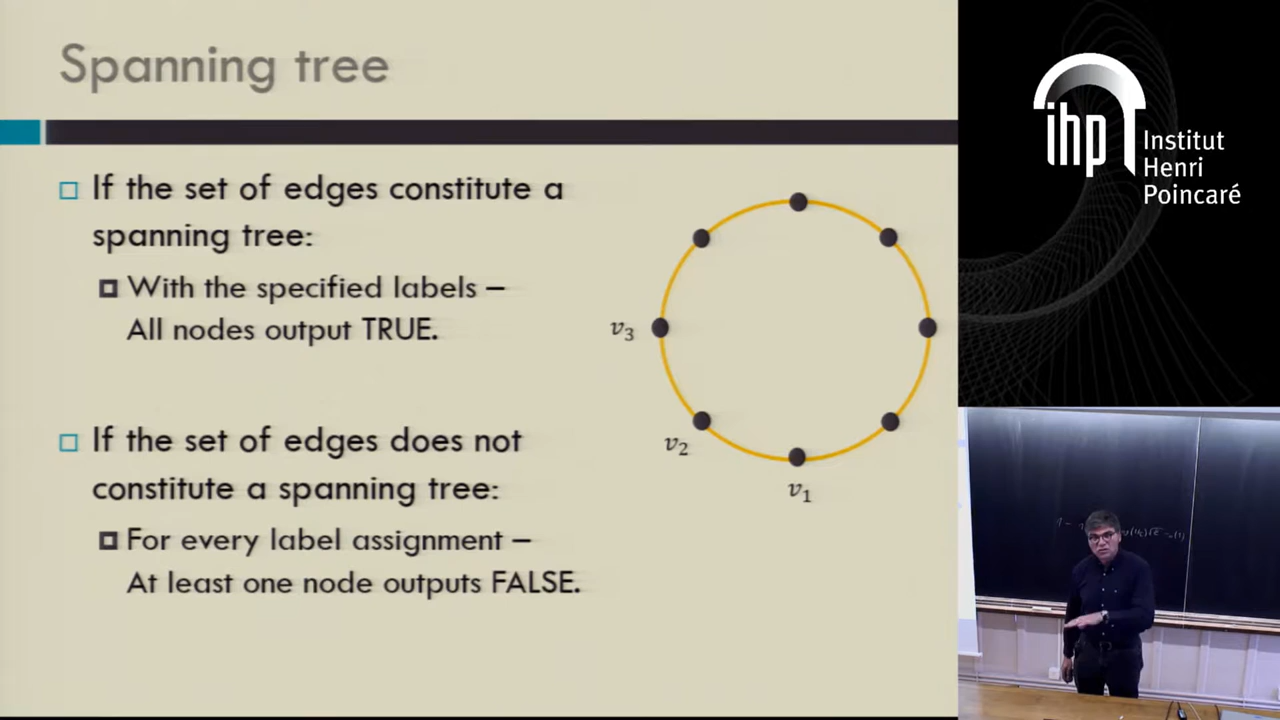 Spanning tree
If the set of edges constitute a
spanning tree:
With the specified labels –
All nodes output TRUE.
If the set of edges does not
constitute a spanning tree:
For every label assignment –
At least one node outputs FALSE.
v₃
v₂
v₁
ihp
Institut
Henri
Poincaré